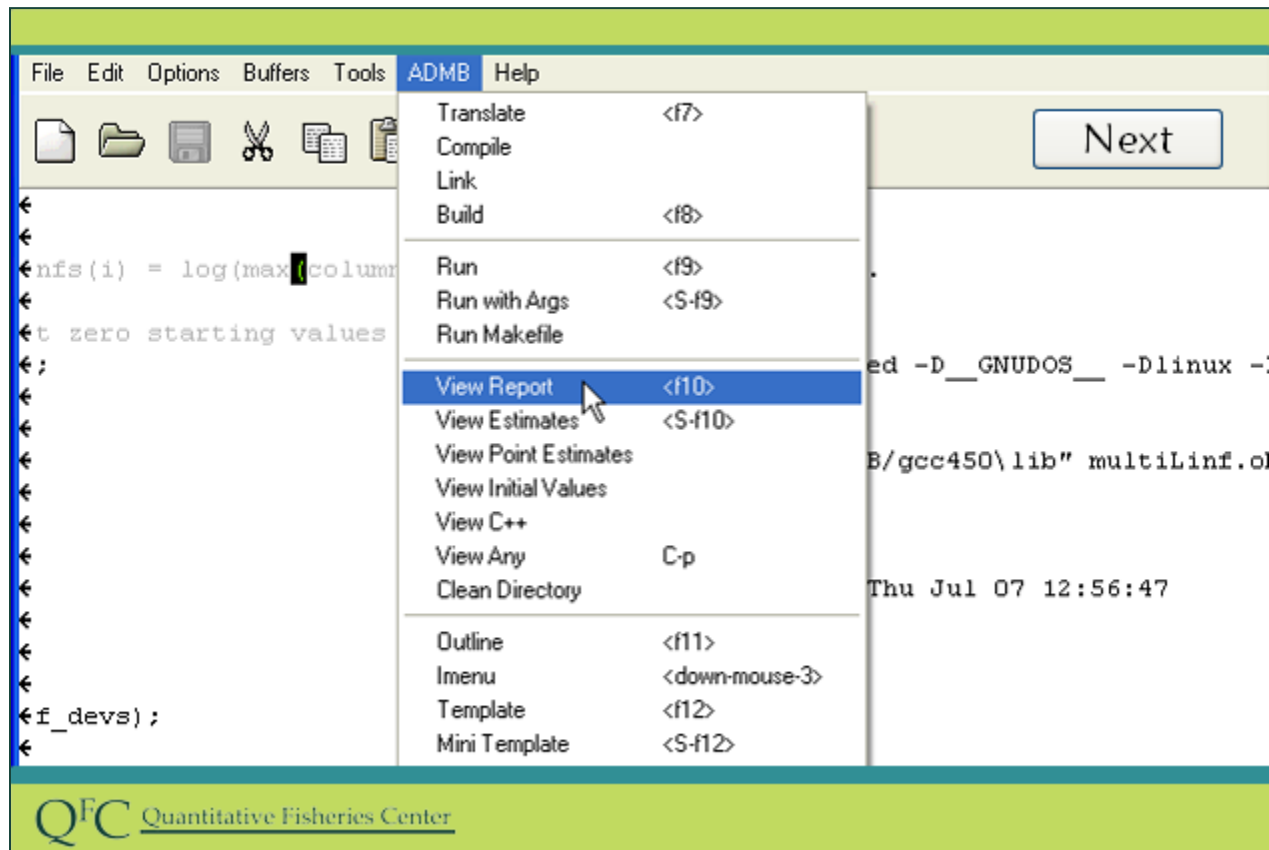 File Edit Options Buffers Tools ADMB Help
Next
Translate <f7>
Compile
Link
Build <f8>
Run <f9>
Run with Args <S-f9>
Run Makefile
View Report <f10>
View Estimates <S-f10>
View Point Estimates
View Initial Values
View C++
View Any C-p
Clean Directory
Outline <f11>
Imenu <down-mouse-3>
Template <f12>
Mini Template <S-f12>
nfs(i) = log(max(column
.
t zero starting values
;
ed -D__GNUDOS__ -Dlinux -
B/gcc450\lib" multiLinf.o
Thu Jul 07 12:56:47
f_devs);
QFC Quantitative Fisheries Center